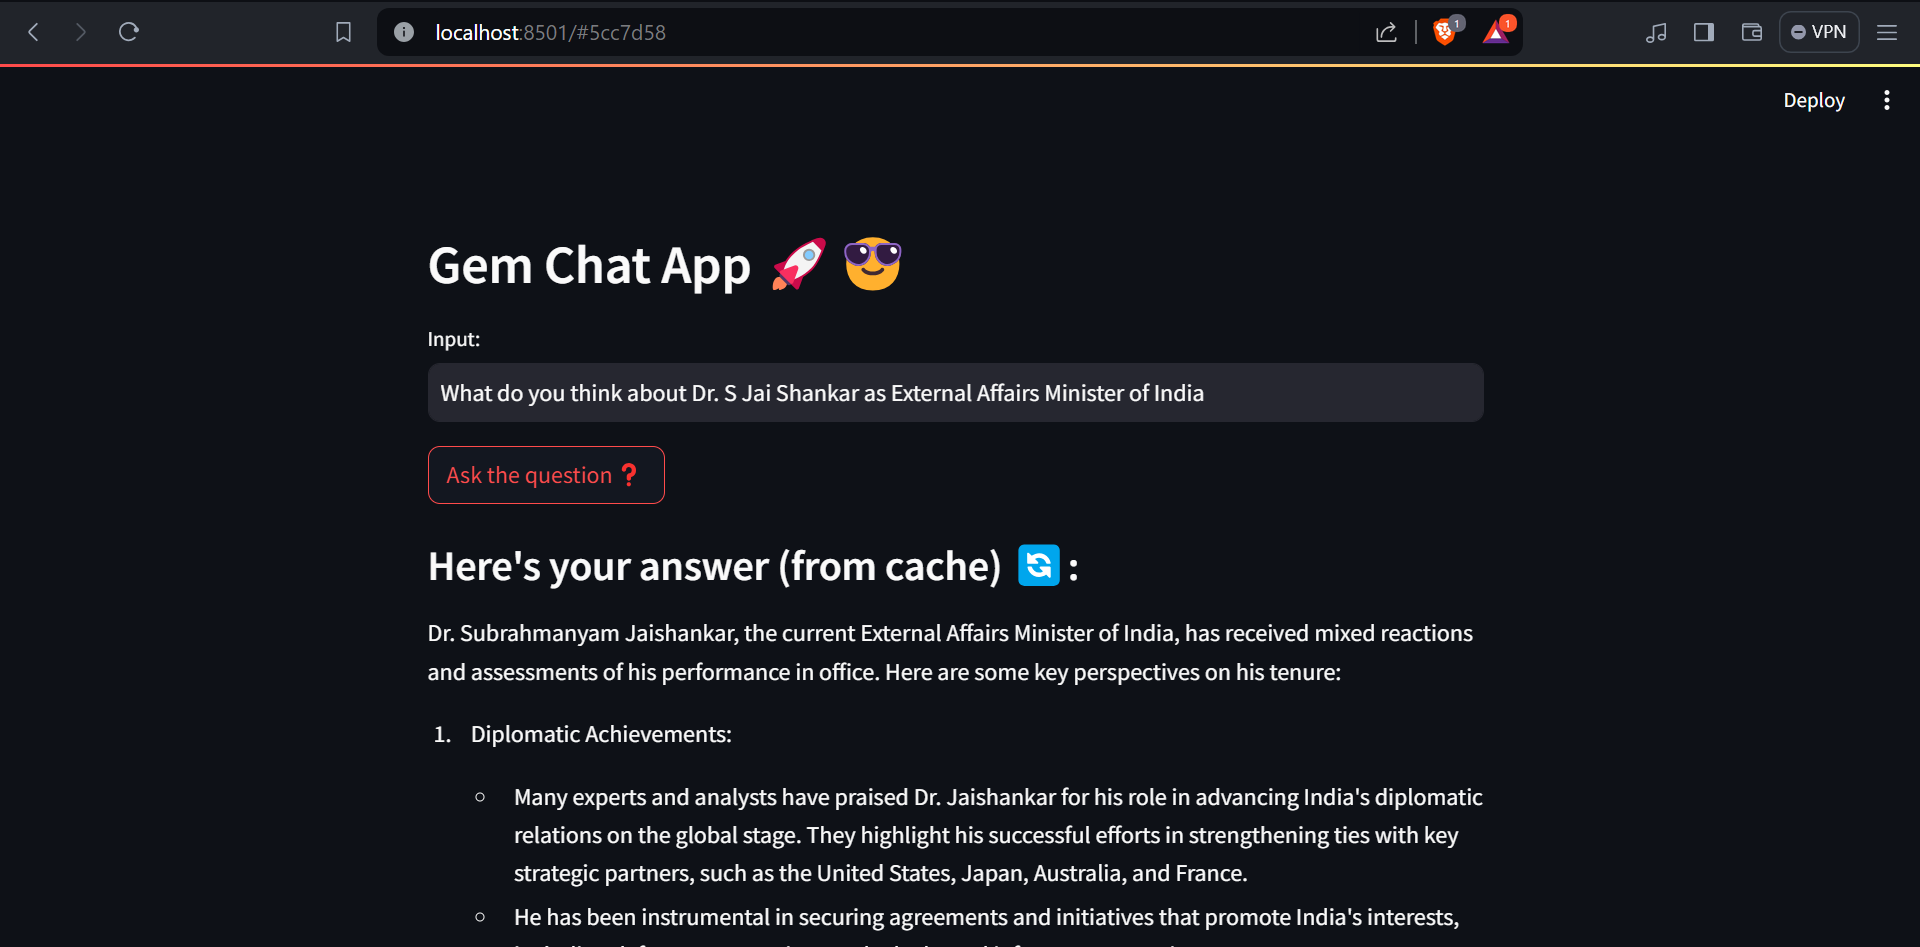 localhost:8501/#5cc7d58
1
1
VPN
Deploy
Gem Chat App 🚀 😎
Input:
What do you think about Dr. S Jai Shankar as External Affairs Minister of India
Ask the question ❓
Here's your answer (from cache) 🔄 :
Dr. Subrahmanyam Jaishankar, the current External Affairs Minister of India, has received mixed reactions
and assessments of his performance in office. Here are some key perspectives on his tenure:
1. Diplomatic Achievements:
Many experts and analysts have praised Dr. Jaishankar for his role in advancing India's diplomatic
relations on the global stage. They highlight his successful efforts in strengthening ties with key
strategic partners, such as the United States, Japan, Australia, and France.
He has been instrumental in securing agreements and initiatives that promote India's interests,